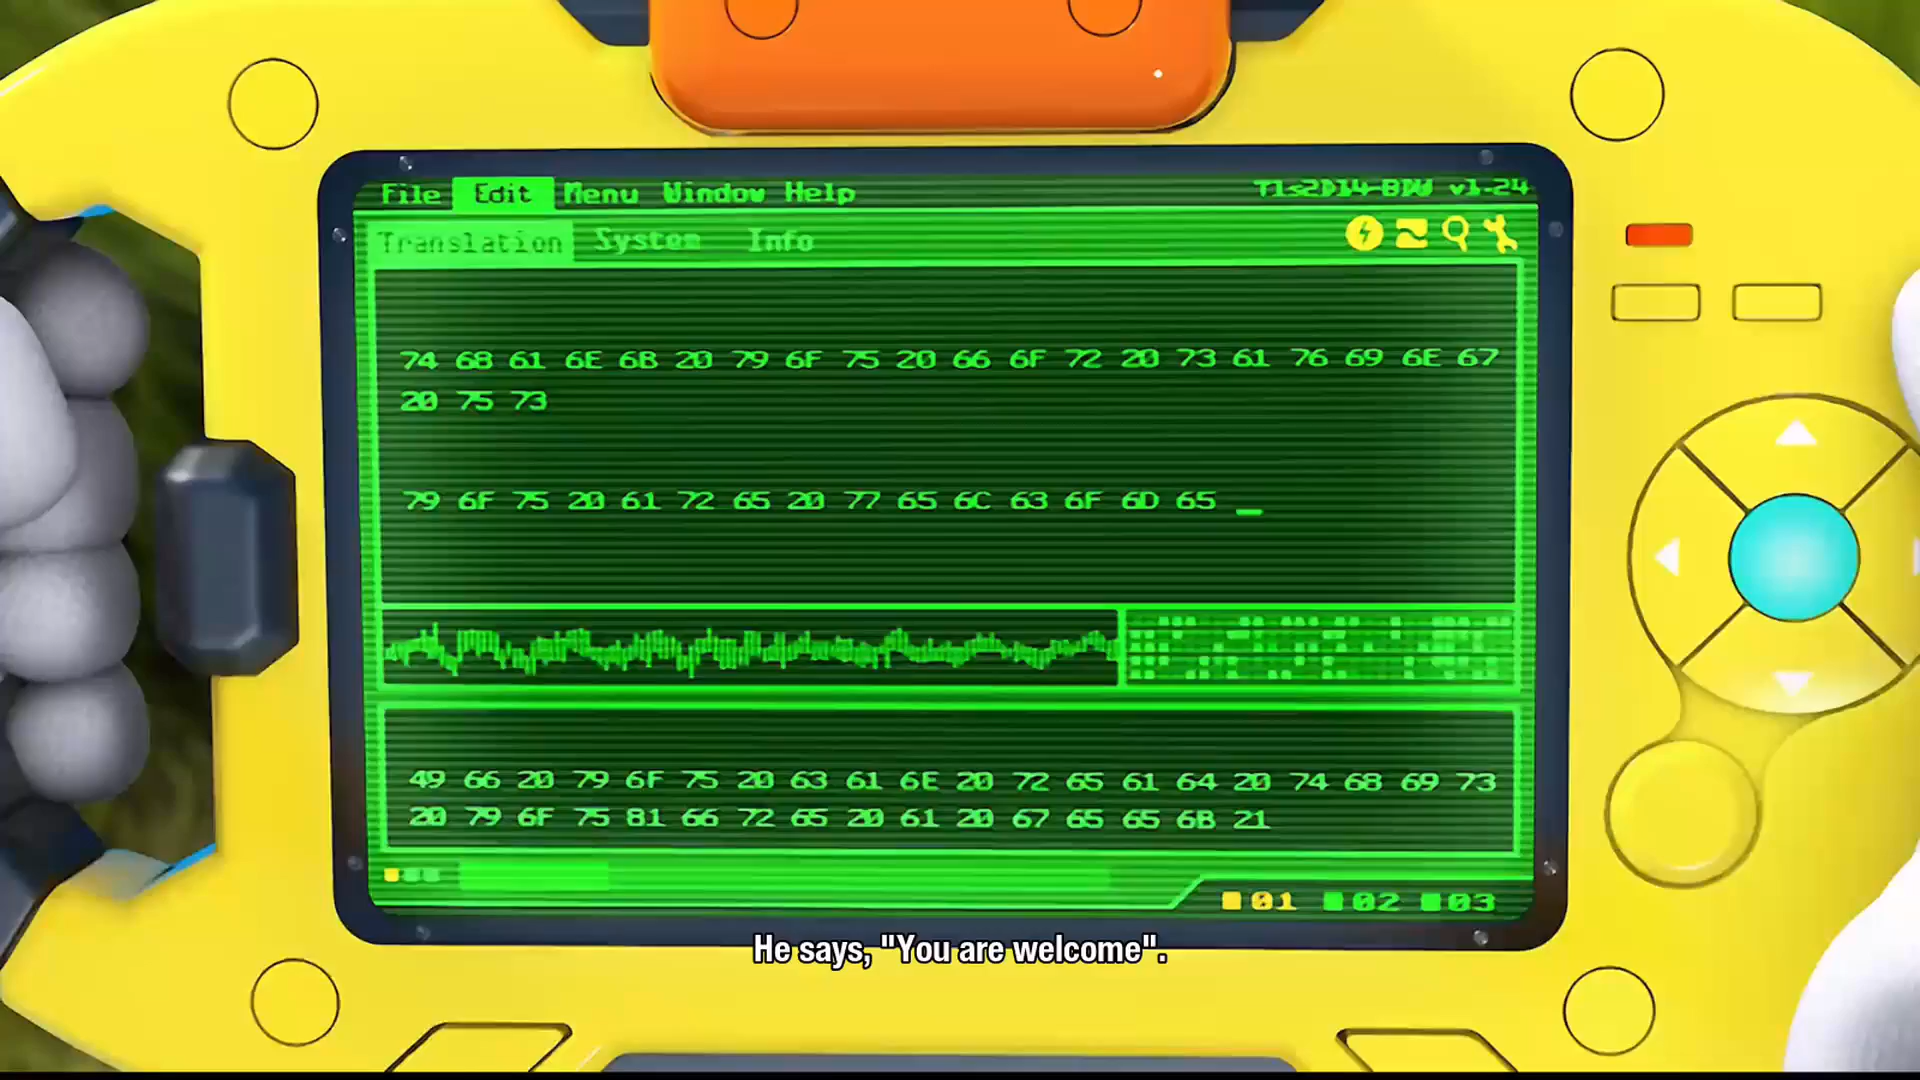 File Edit Menu Window Help
Translation System Info
74 68 61 6E 6B 20 79 6F 75 20 66 6F 72 20 73 61 76 69 6E 67
20 75 73
79 6F 75 20 61 72 65 20 77 65 6C 63 6F 6D 65 _
49 66 20 79 6F 75 20 63 61 6E 20 72 65 61 64 20 74 68 69 73
20 79 6F 75 81 66 72 65 20 61 20 67 65 65 6B 21
01 02 03
He says, "You are welcome".